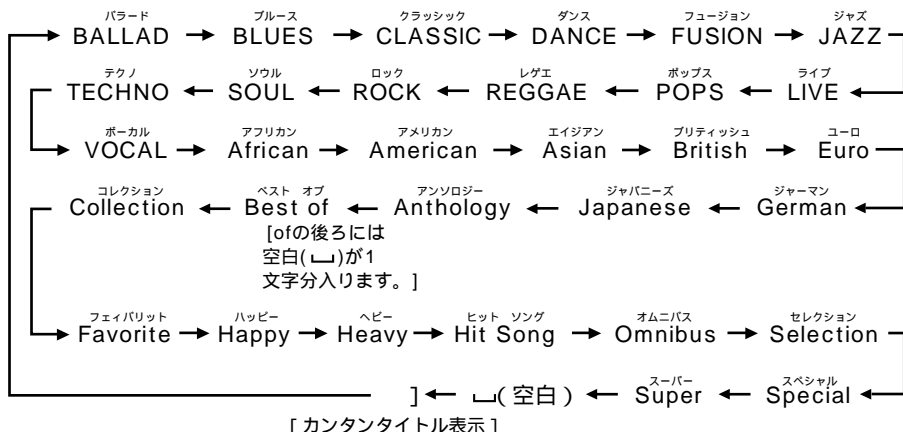 バラード ブルース クラッシック ダンス フュージョン ジャズ
BALLAD → BLUES → CLASSIC → DANCE → FUSION → JAZZ
テクノ ソウル ロック レゲエ ポップス ライブ
TECHNO ← SOUL ← ROCK ← REGGAE ← POPS ← LIVE
ボーカル アフリカン アメリカン エイジアン ブリティッシュ ユーロ
VOCAL → African → American → Asian → British → Euro
コレクション ベスト オブ アンソロジー ジャパニーズ ジャーマン
Collection ← Best of ← Anthology ← Japanese ← German
[ofの後ろには
空白(␣)が1
文字分入ります。]
フェィバリット ハッピー ヘビー ヒット ソング オムニバス セレクション
Favorite → Happy → Heavy → Hit Song → Omnibus → Selection
スーパー スペシャル
] ← ␣(空白) ← Super ← Special
[カンタンタイトル表示]